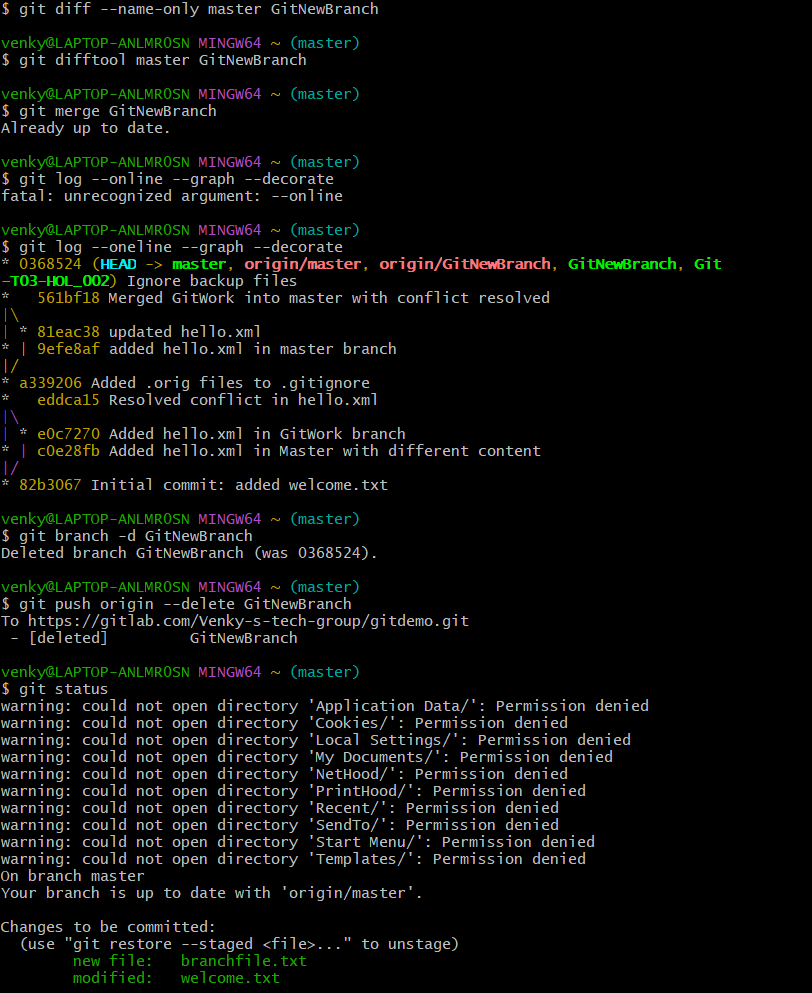 $ git diff --name-only master GitNewBranch

venky@LAPTOP-ANLMR0SN MINGW64 ~ (master)
$ git difftool master GitNewBranch

venky@LAPTOP-ANLMR0SN MINGW64 ~ (master)
$ git merge GitNewBranch
Already up to date.

venky@LAPTOP-ANLMR0SN MINGW64 ~ (master)
$ git log --online --graph --decorate
fatal: unrecognized argument: --online

venky@LAPTOP-ANLMR0SN MINGW64 ~ (master)
$ git log --oneline --graph --decorate
* 0368524 (HEAD -> master, origin/master, origin/GitNewBranch, GitNewBranch, Git
-T03-HOL_002) Ignore backup files
*   561bf18 Merged GitWork into master with conflict resolved
|\
| * 81eac38 updated hello.xml
* | 9efe8af added hello.xml in master branch
|/
* a339206 Added .orig files to .gitignore
*   eddca15 Resolved conflict in hello.xml
|\
| * e0c7270 Added hello.xml in GitWork branch
* | c0e28fb Added hello.xml in Master with different content
|/
* 82b3067 Initial commit: added welcome.txt

venky@LAPTOP-ANLMR0SN MINGW64 ~ (master)
$ git branch -d GitNewBranch
Deleted branch GitNewBranch (was 0368524).

venky@LAPTOP-ANLMR0SN MINGW64 ~ (master)
$ git push origin --delete GitNewBranch
To https://gitlab.com/Venky-s-tech-group/gitdemo.git
 - [deleted]         GitNewBranch

venky@LAPTOP-ANLMR0SN MINGW64 ~ (master)
$ git status
warning: could not open directory 'Application Data/': Permission denied
warning: could not open directory 'Cookies/': Permission denied
warning: could not open directory 'Local Settings/': Permission denied
warning: could not open directory 'My Documents/': Permission denied
warning: could not open directory 'NetHood/': Permission denied
warning: could not open directory 'PrintHood/': Permission denied
warning: could not open directory 'Recent/': Permission denied
warning: could not open directory 'SendTo/': Permission denied
warning: could not open directory 'Start Menu/': Permission denied
warning: could not open directory 'Templates/': Permission denied
On branch master
Your branch is up to date with 'origin/master'.

Changes to be committed:
  (use "git restore --staged <file>..." to unstage)
        new file:   branchfile.txt
        modified:   welcome.txt